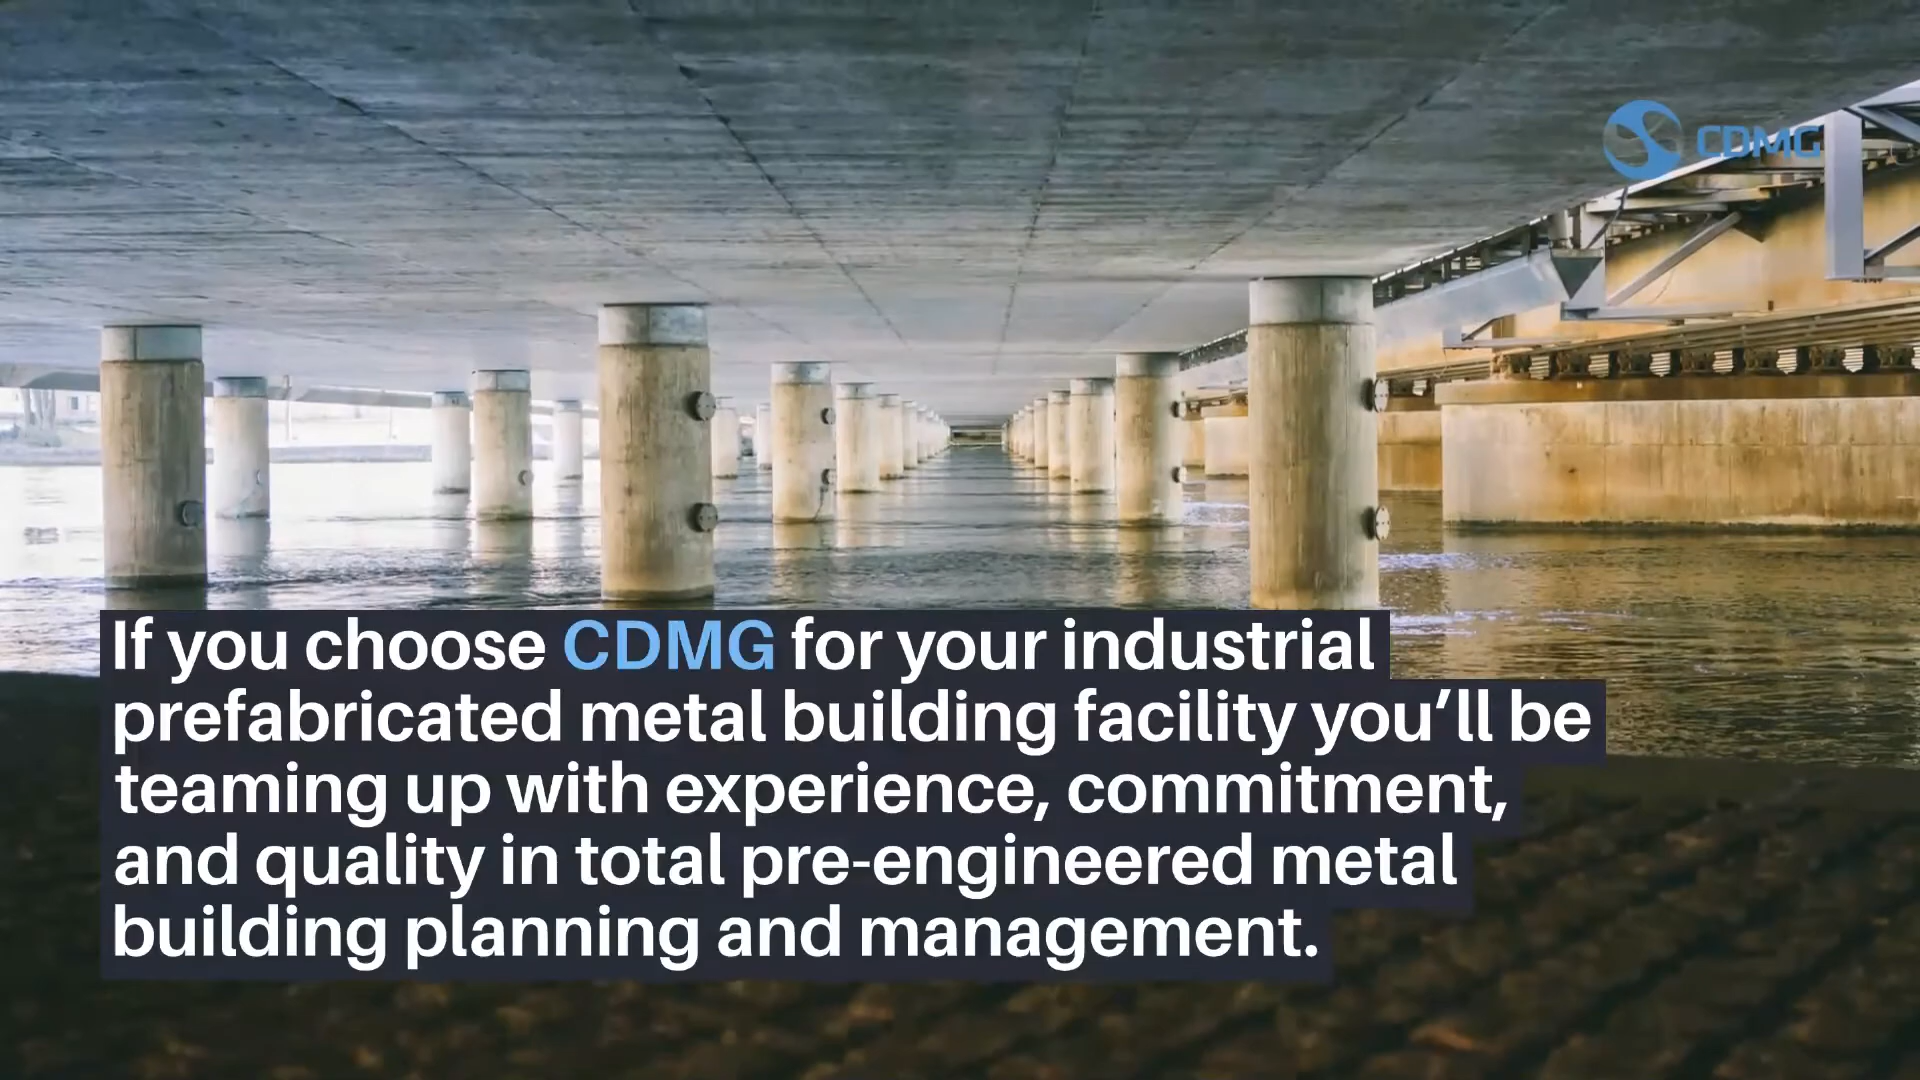 CDMG
If you choose CDMG for your industrial
prefabricated metal building facility you’ll be
teaming up with experience, commitment,
and quality in total pre-engineered metal
building planning and management.